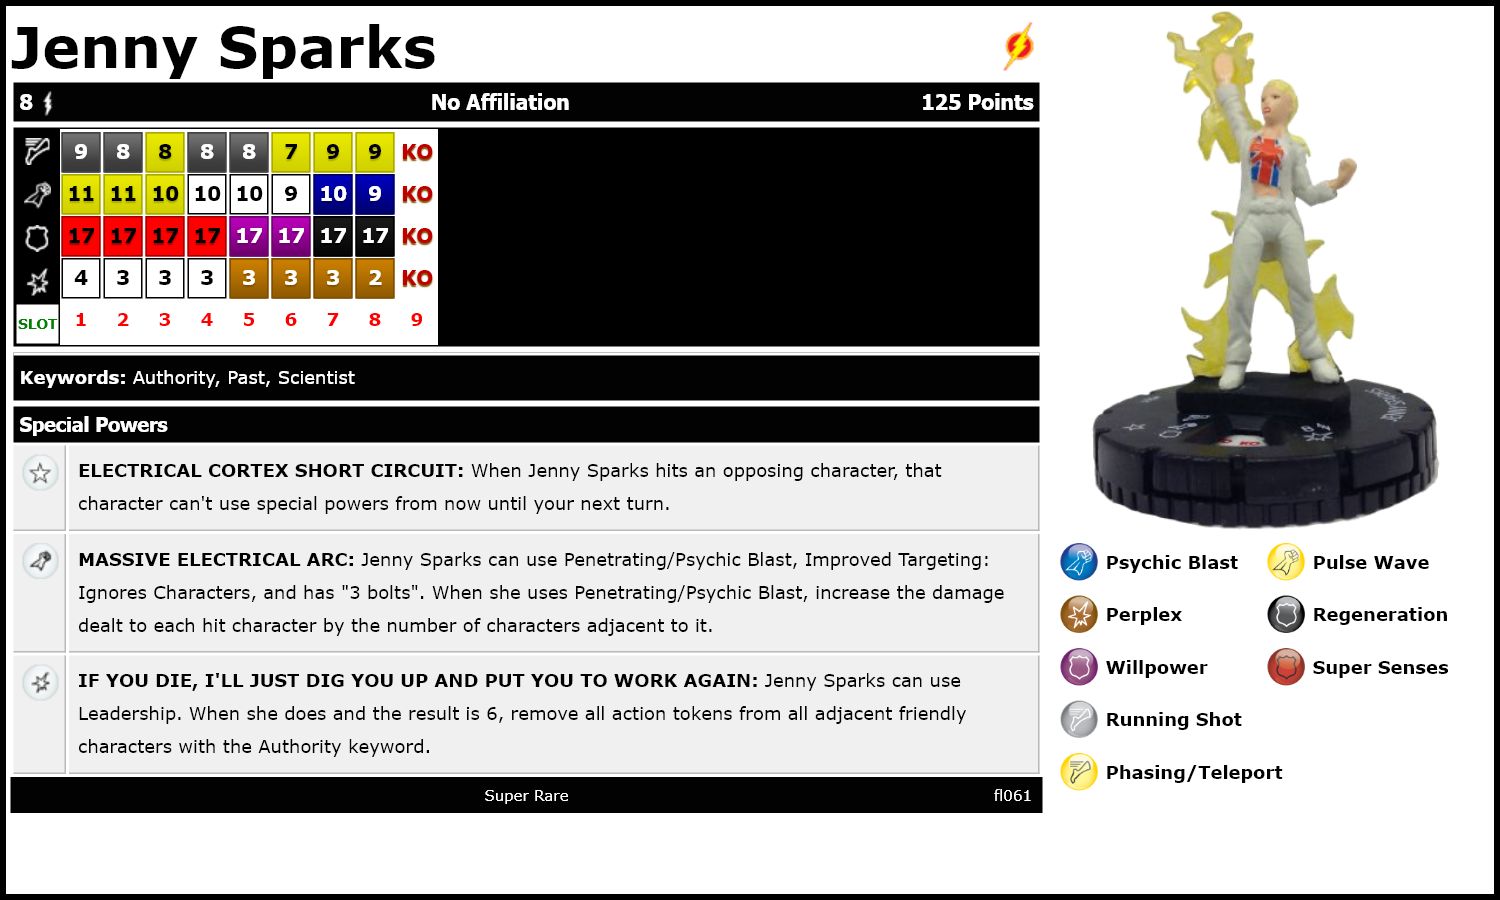 Jenny Sparks
8 No Affiliation 125 Points
9 8 8 8 8 7 9 9 KO
11 11 10 10 10 9 10 9 KO
17 17 17 17 17 17 17 17 KO
4 3 3 3 3 3 3 2 KO
SLOT 1 2 3 4 5 6 7 8 9
Keywords: Authority, Past, Scientist
Special Powers
ELECTRICAL CORTEX SHORT CIRCUIT: When Jenny Sparks hits an opposing character, that
character can't use special powers from now until your next turn.
MASSIVE ELECTRICAL ARC: Jenny Sparks can use Penetrating/Psychic Blast, Improved Targeting:
Ignores Characters, and has "3 bolts". When she uses Penetrating/Psychic Blast, increase the damage
dealt to each hit character by the number of characters adjacent to it.
IF YOU DIE, I'LL JUST DIG YOU UP AND PUT YOU TO WORK AGAIN: Jenny Sparks can use
Leadership. When she does and the result is 6, remove all action tokens from all adjacent friendly
characters with the Authority keyword.
Super Rare fl061
JENNY SPARKS
KO KO
Psychic Blast Pulse Wave
Perplex Regeneration
Willpower Super Senses
Running Shot
Phasing/Teleport